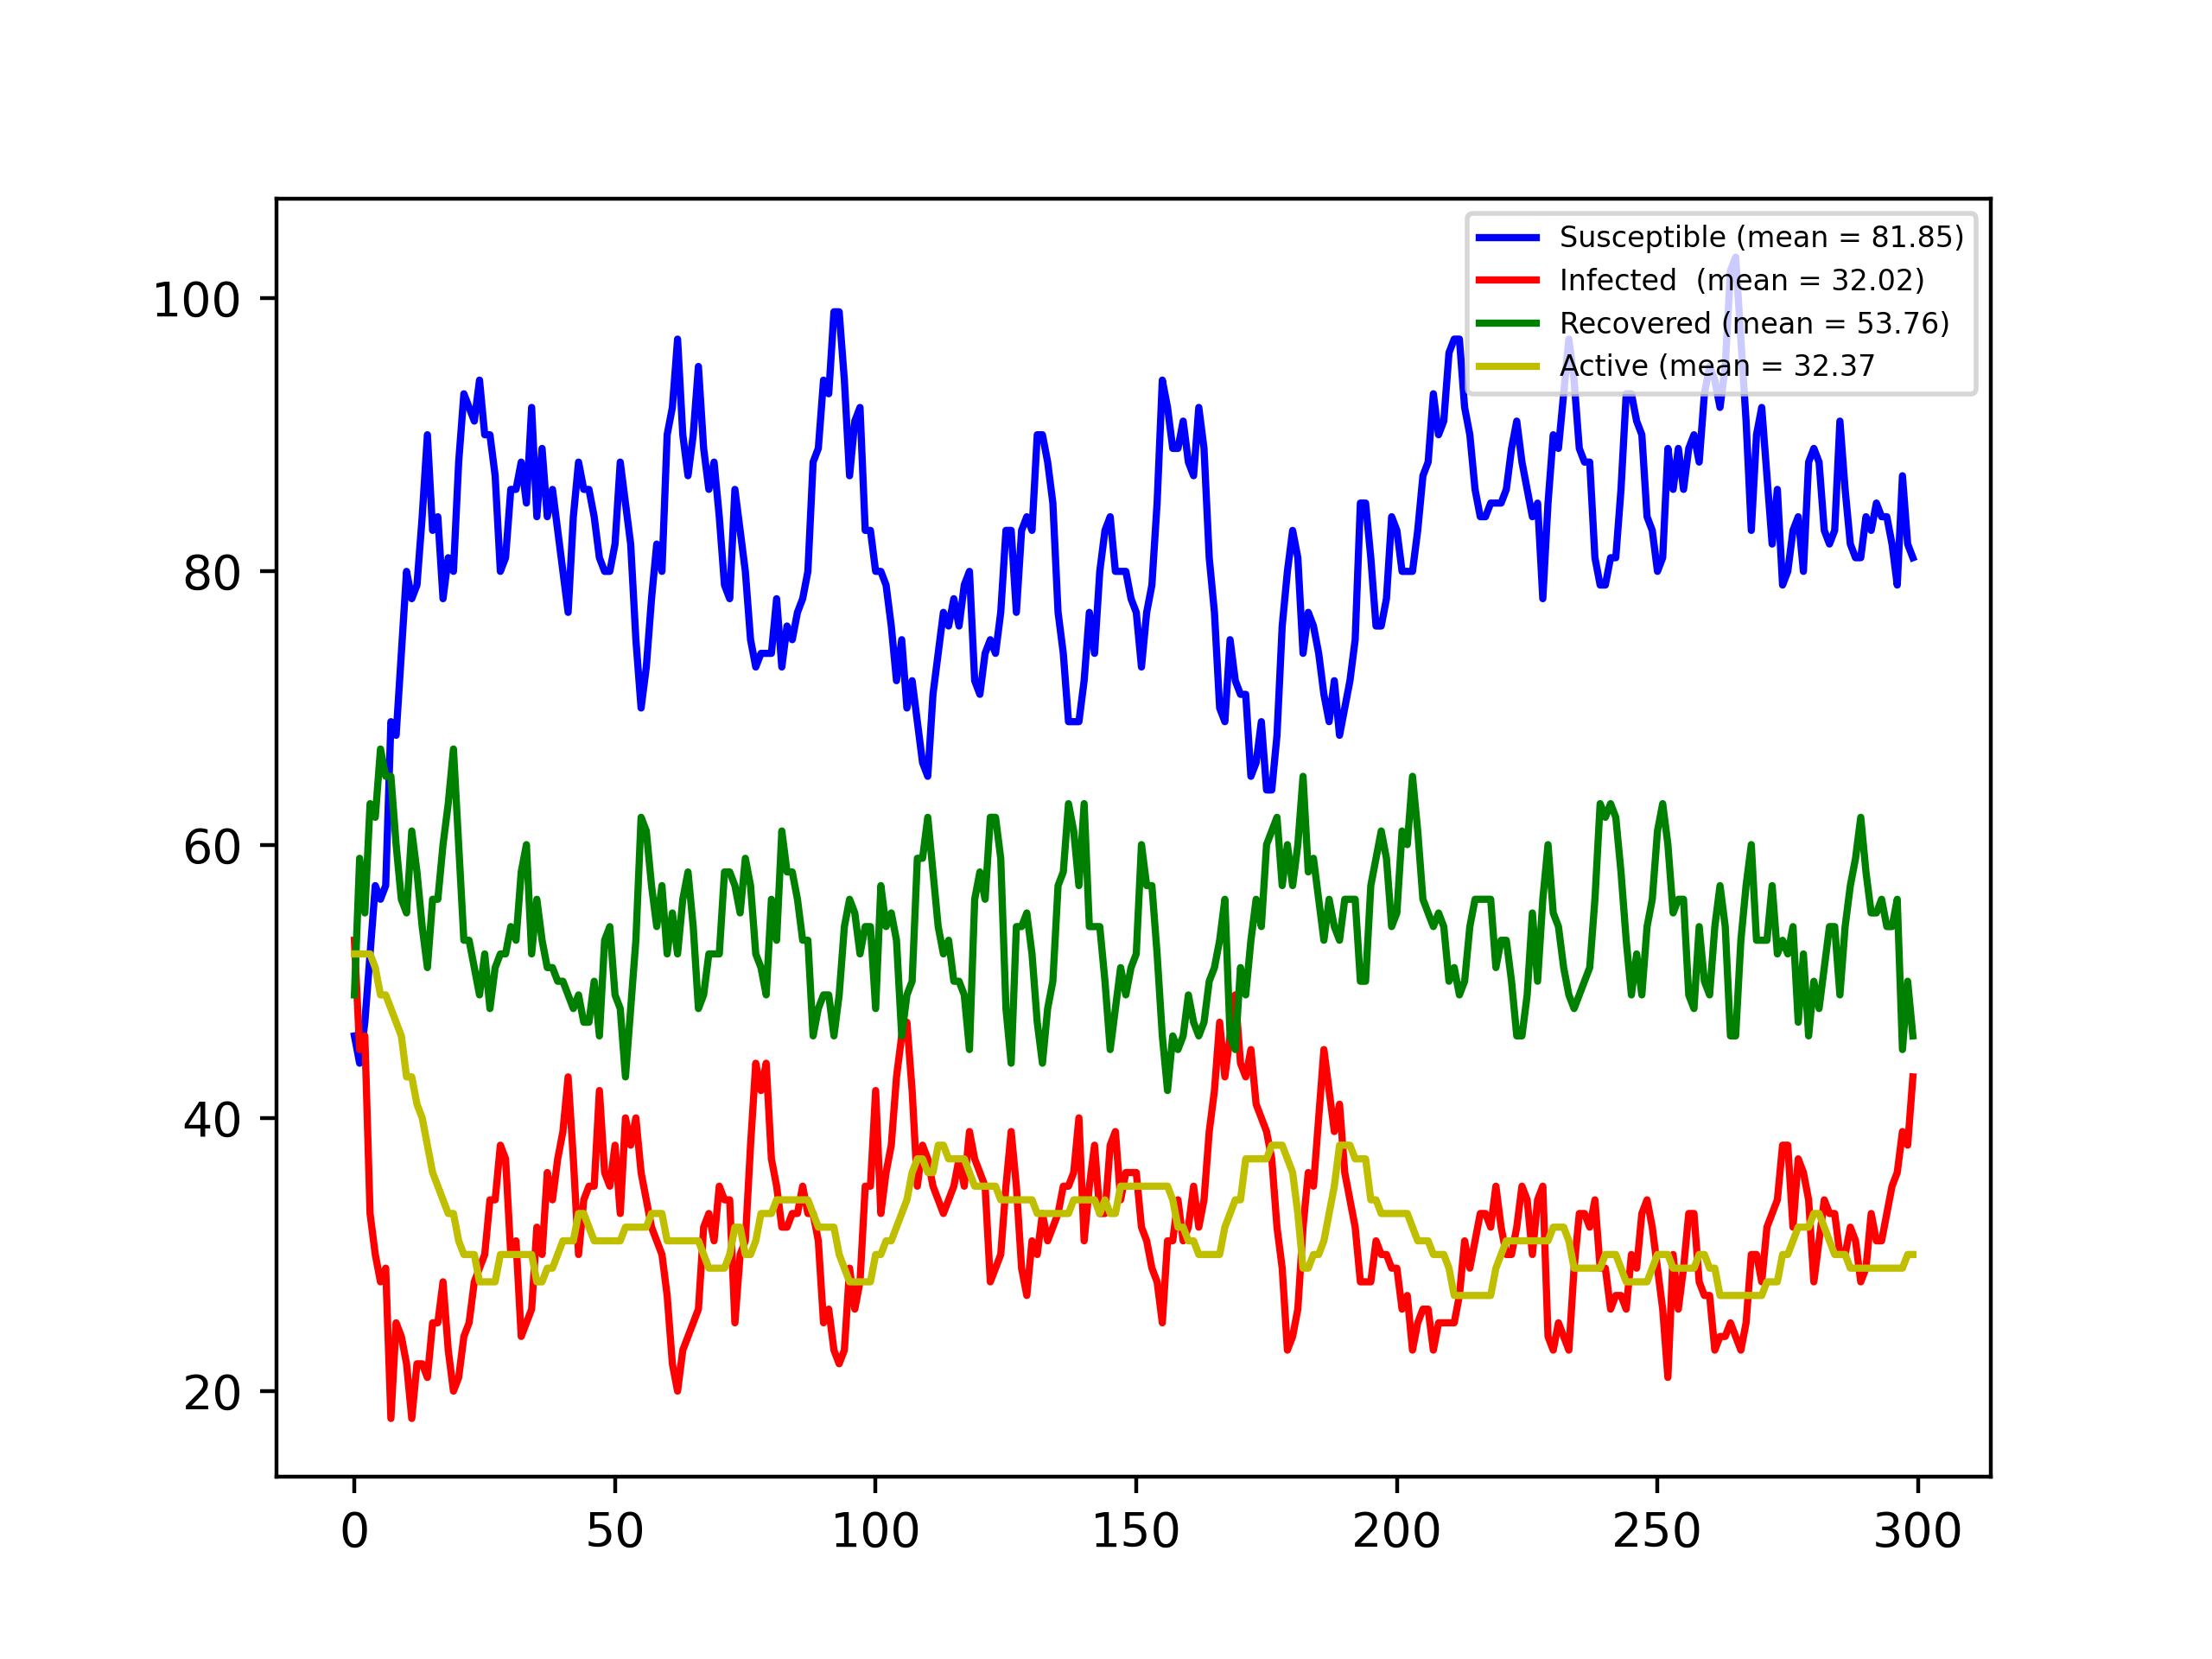 Susceptible (mean = 81.85)
Infected  (mean = 32.02)
Recovered (mean = 53.76)
Active (mean = 32.37
100
80
60
40
20
0 50 100 150 200 250 300